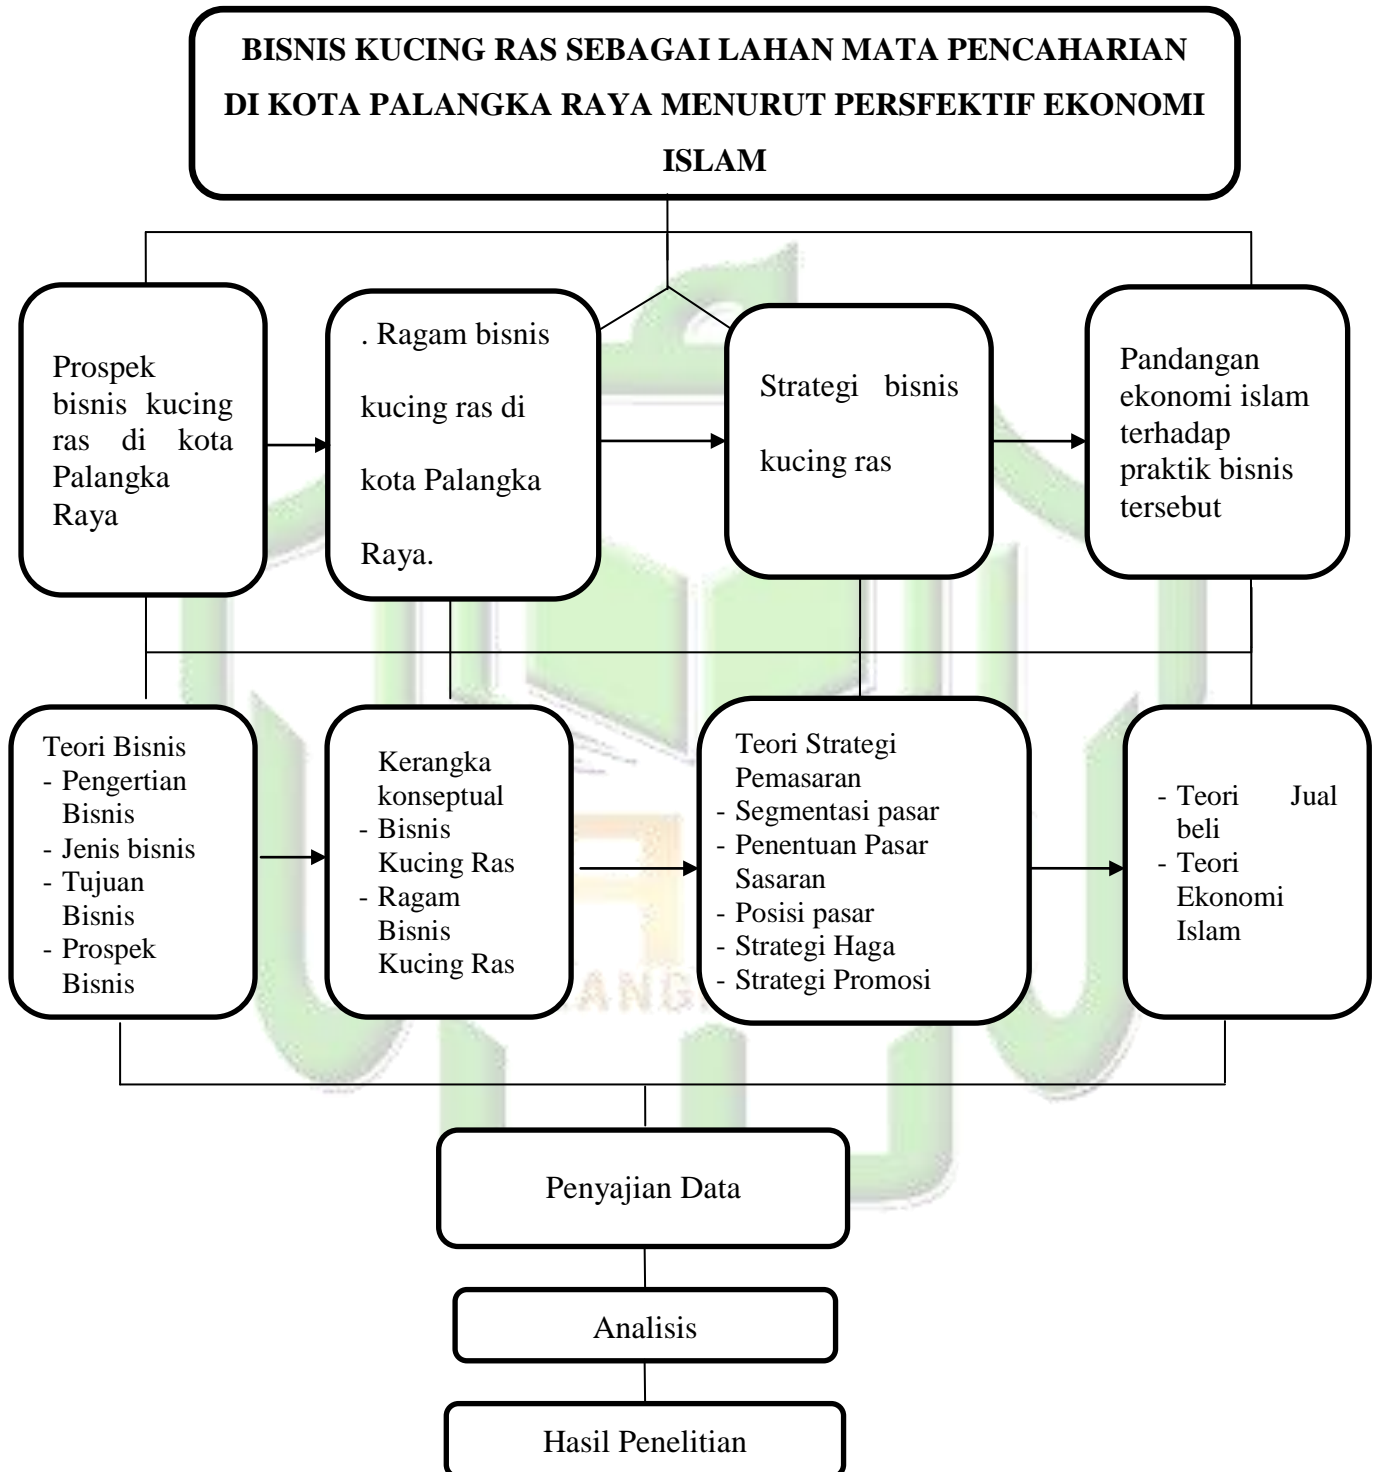 BISNIS KUCING RAS SEBAGAI LAHAN MATA PENCAHARIAN
DI KOTA PALANGKA RAYA MENURUT PERSFEKTIF EKONOMI
ISLAM
Prospek
bisnis kucing
ras di kota
Palangka
Raya
. Ragam bisnis
kucing ras di
kota Palangka
Raya.
Strategi bisnis
kucing ras
Pandangan
ekonomi islam
terhadap
praktik bisnis
tersebut
Teori Bisnis
- Pengertian
Bisnis
- Jenis bisnis
- Tujuan
Bisnis
- Prospek
Bisnis
Kerangka
konseptual
- Bisnis
Kucing Ras
- Ragam
Bisnis
Kucing Ras
Teori Strategi
Pemasaran
- Segmentasi pasar
- Penentuan Pasar
Sasaran
- Posisi pasar
- Strategi Haga
- Strategi Promosi
- Teori Jual
beli
- Teori
Ekonomi
Islam
Penyajian Data
Analisis
Hasil Penelitian